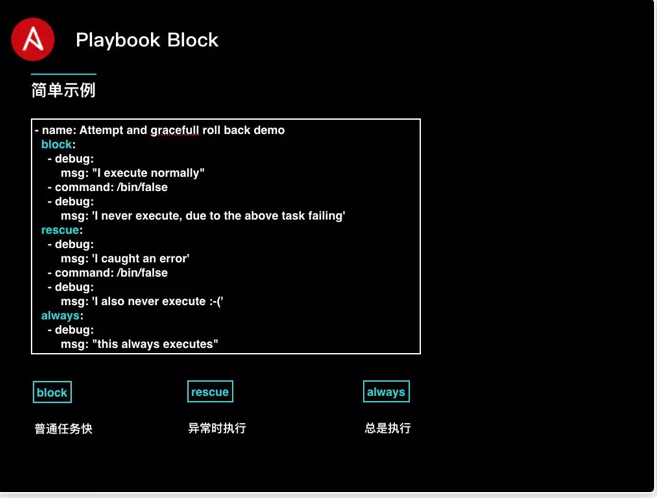 Playbook Block
简单示例
- name: Attempt and gracefull roll back demo
block:
- debug:
msg: "I execute normally"
- command: /bin/false
- debug:
msg: 'I never execute, due to the above task failing'
rescue:
- debug:
msg: 'I caught an error'
- command: /bin/false
- debug:
msg: 'I also never execute :-('
always:
- debug:
msg: "this always executes"
block rescue always
普通任务快 异常时执行 总是执行